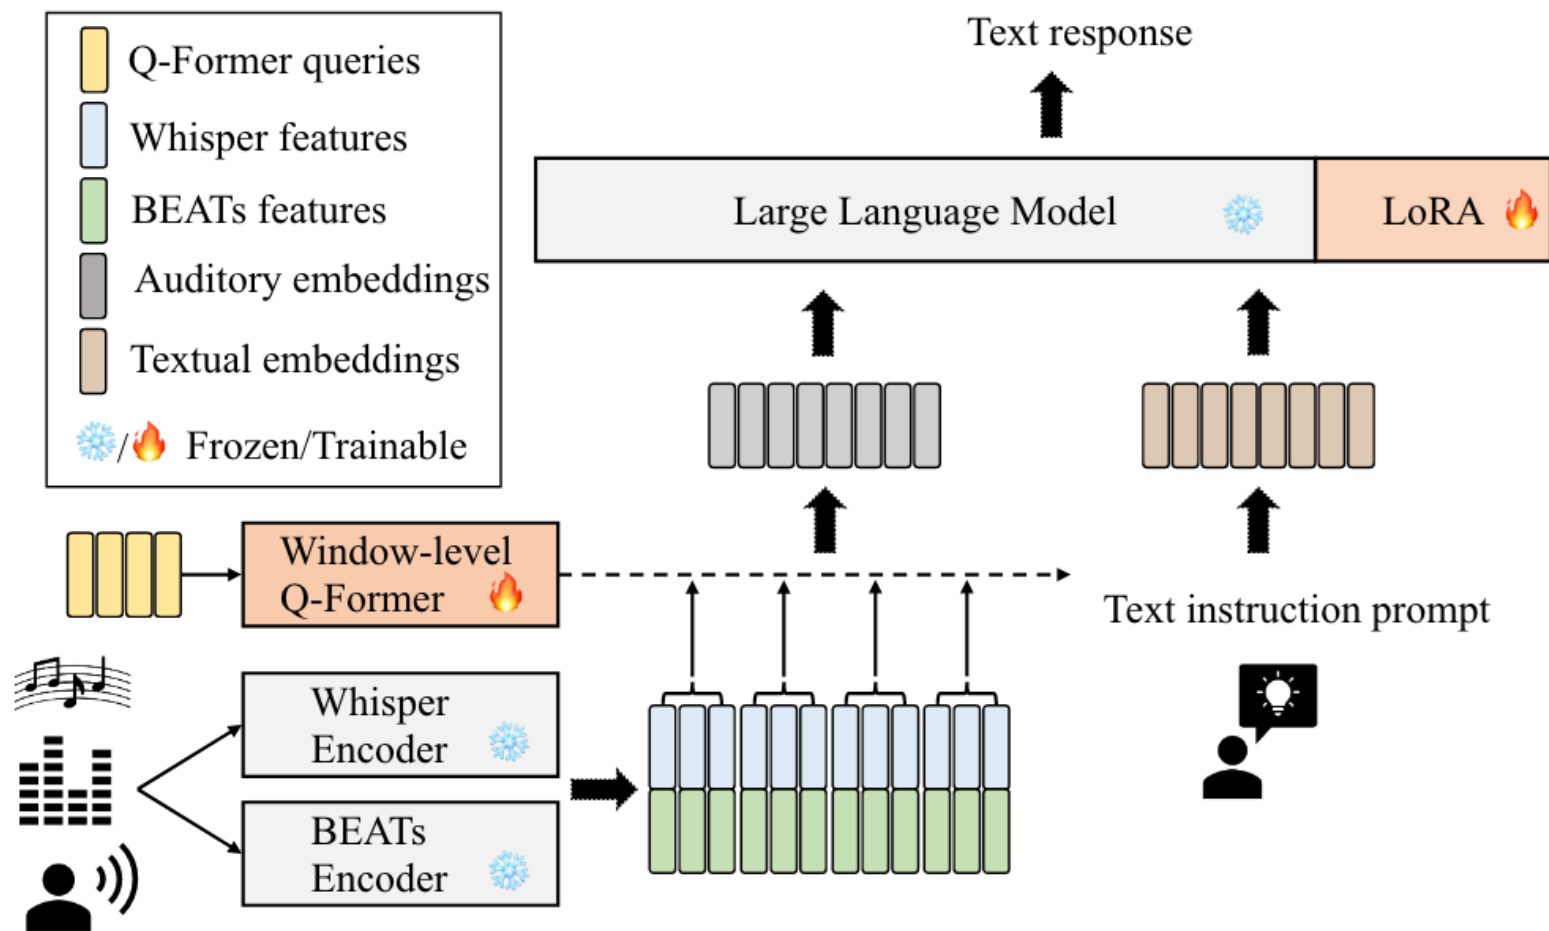 Q-Former queries
Whisper features
BEATs features
Auditory embeddings
Textual embeddings
/ Frozen/Trainable
Text response
Large Language Model
LoRA
Window-level
Q-Former
Whisper
Encoder
BEATs
Encoder
Text instruction prompt